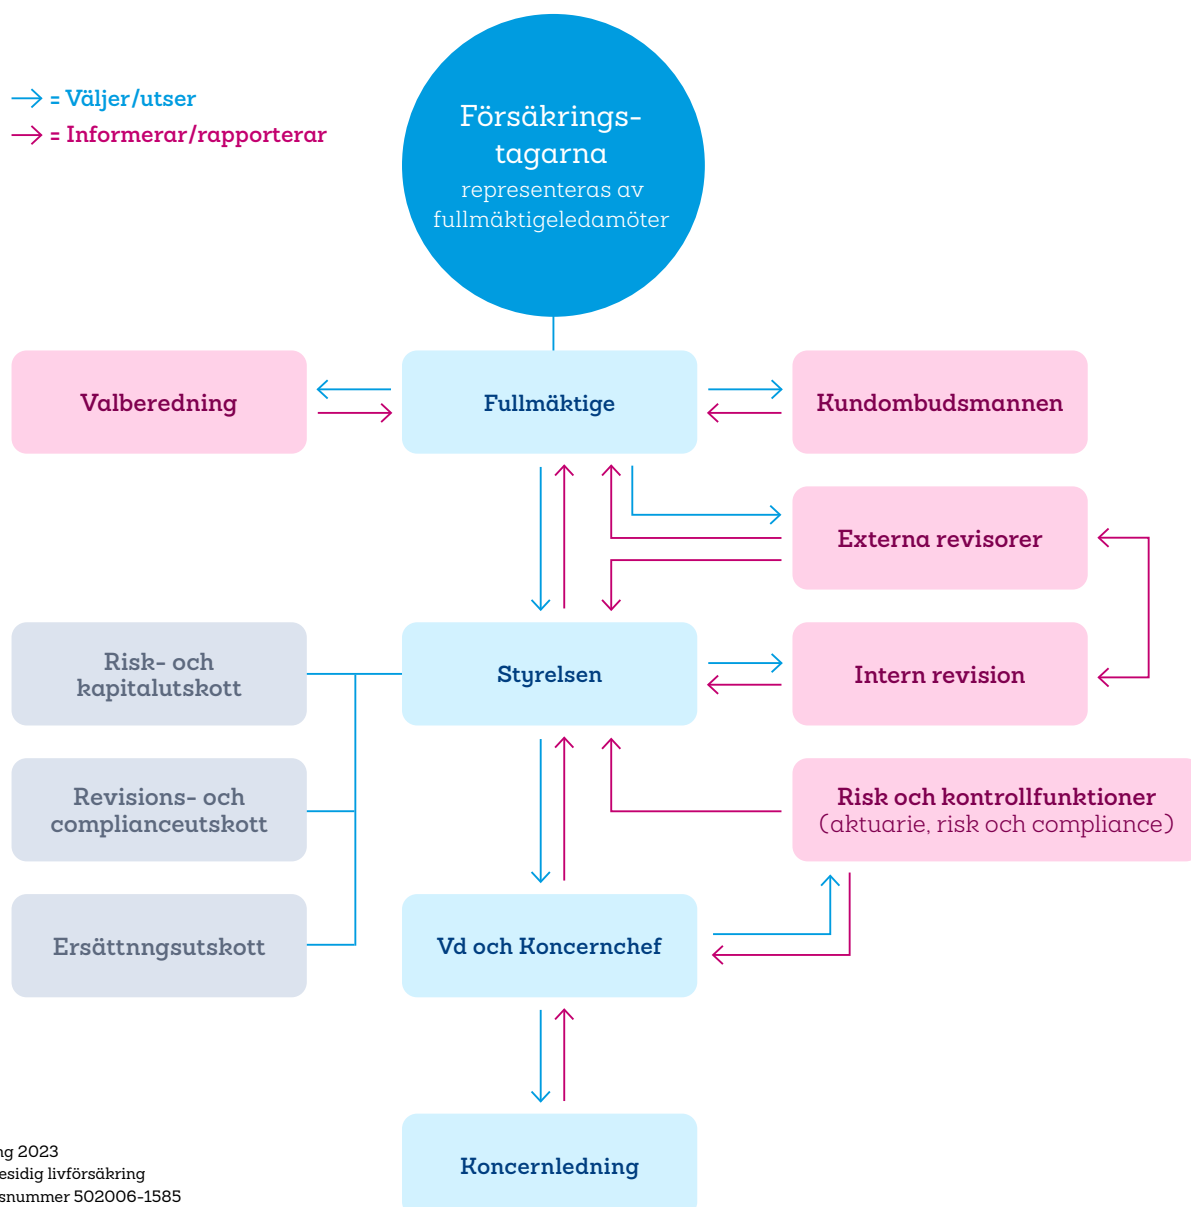 = Väljer/utser
= Informerar/rapporterar
Försäkrings-
tagarna
representeras av
fullmäktigeledamöter
Valberedning
Fullmäktige
Kundombudsmannen
Externa revisorer
Risk- och
kapitalutskott
Styrelsen
Intern revision
Revisions- och
complianceutskott
Risk och kontrollfunktioner
(aktuarie, risk och compliance)
Ersättnngsutskott
Vd och Koncernchef
Koncernledning
ng 2023
esidig livförsäkring
snummer 502006-1585